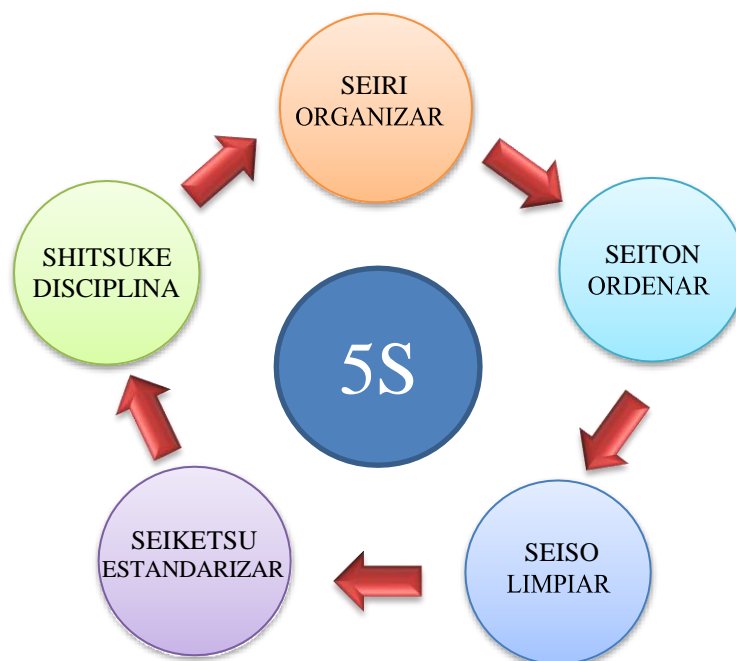 SEIRI
ORGANIZAR
SEITON
ORDENAR
SEISO
LIMPIAR
SEIKETSU
ESTANDARIZAR
SHITSUKE
DISCIPLINA
5S